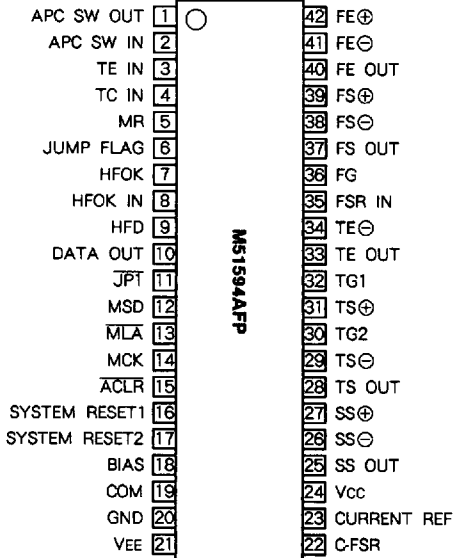 APC SW OUT 1
APC SW IN 2
TE IN 3
TC IN 4
MR 5
JUMP FLAG 6
HFOK 7
HFOK IN 8
HFD 9
DATA OUT 10
J̅P̅T̅ 11
MSD 12
M̅L̅A̅ 13
MCK 14
A̅C̅L̅R̅ 15
SYSTEM RESET1 16
SYSTEM RESET2 17
BIAS 18
COM 19
GND 20
VEE 21
M51594AFP
42 FE⊕
41 FE⊖
40 FE OUT
39 FS⊕
38 FS⊖
37 FS OUT
36 FG
35 FSR IN
34 TE⊖
33 TE OUT
32 TG1
31 TS⊕
30 TG2
29 TS⊖
28 TS OUT
27 SS⊕
26 SS⊖
25 SS OUT
24 Vcc
23 CURRENT REF
22 C-FSR